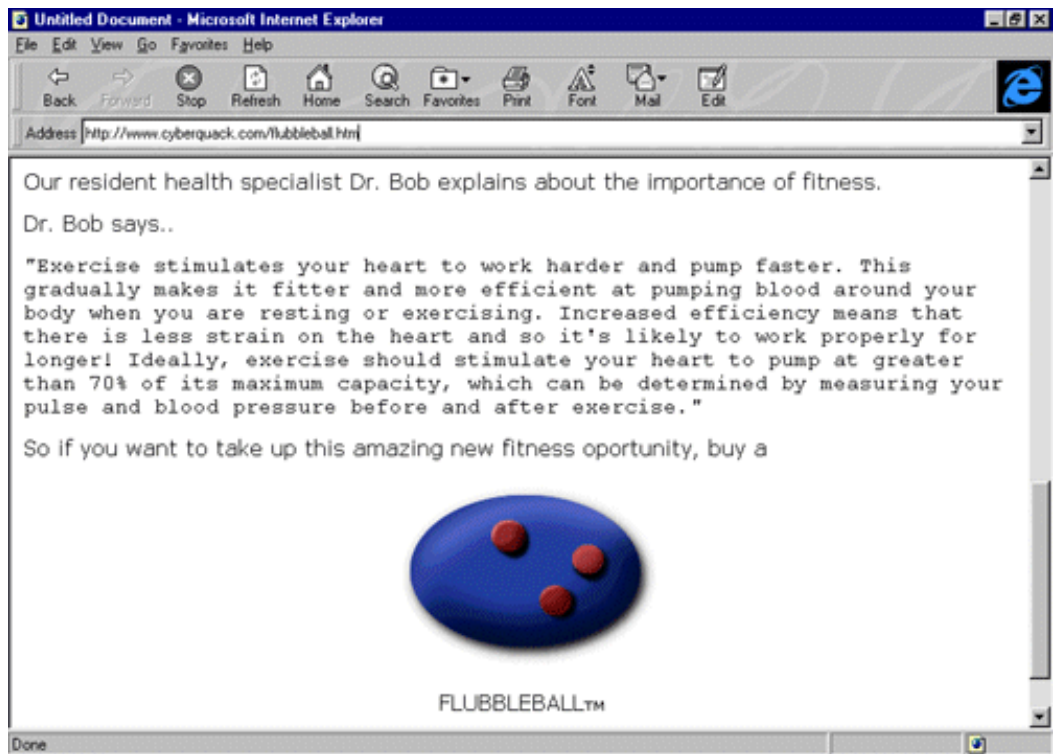 Untitled Document - Microsoft Internet Explorer
File Edit View Go Favorites Help
Back Forward Stop Refresh Home Search Favorites Print Font Mail Edit
Address http://www.cyberquack.com/flubbleball.htm
Our resident health specialist Dr. Bob explains about the importance of fitness.
Dr. Bob says..
"Exercise stimulates your heart to work harder and pump faster. This
gradually makes it fitter and more efficient at pumping blood around your
body when you are resting or exercising. Increased efficiency means that
there is less strain on the heart and so it's likely to work properly for
longer! Ideally, exercise should stimulate your heart to pump at greater
than 70% of its maximum capacity, which can be determined by measuring your
pulse and blood pressure before and after exercise."
So if you want to take up this amazing new fitness oportunity, buy a
FLUBBLEBALL™
Done